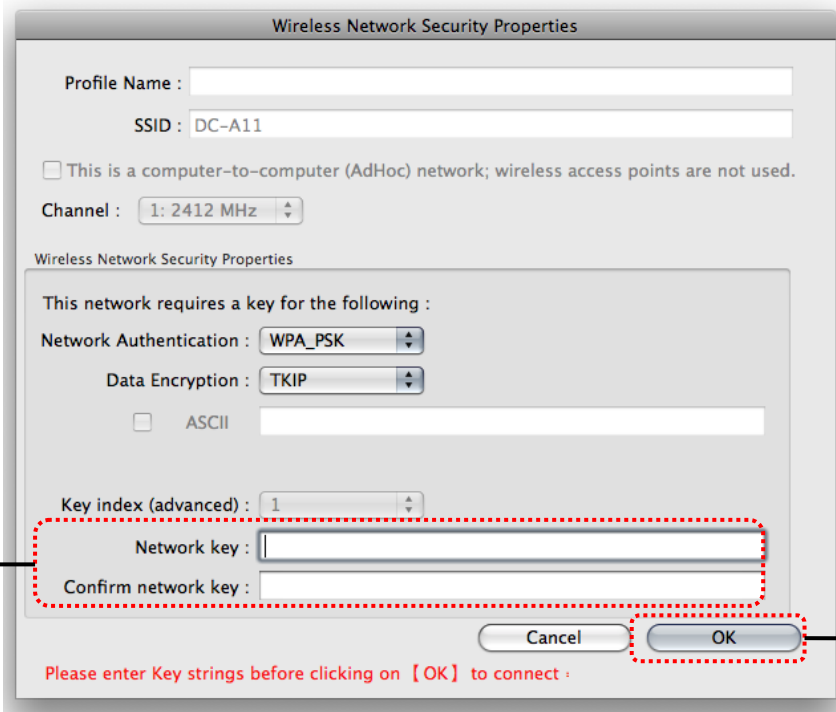 Wireless Network Security Properties
Profile Name :
SSID : DC-A11
This is a computer-to-computer (AdHoc) network; wireless access points are not used.
Channel : 1: 2412 MHz
Wireless Network Security Properties
This network requires a key for the following :
Network Authentication : WPA_PSK
Data Encryption : TKIP
ASCII
Key index (advanced) : 1
Network key :
Confirm network key :
Cancel OK
Please enter Key strings before clicking on 【OK】 to connect :